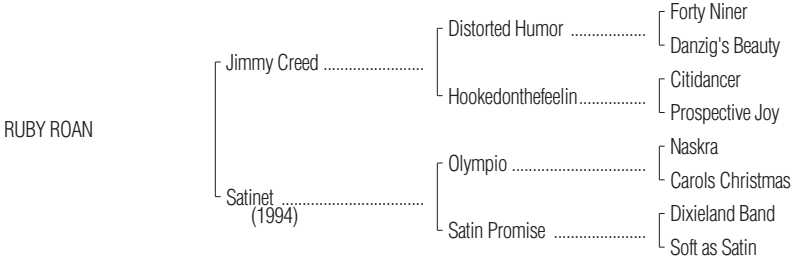 Forty Niner
Distorted Humor ..................
Danzig's Beauty
Jimmy Creed ........................
Citidancer
Hookedonthefeelin................
Prospective Joy
RUBY ROAN
Naskra
Olympio ................................
Carols Christmas
Satinet ..................................
(1994)
Dixieland Band
Satin Promise ......................
Soft as Satin